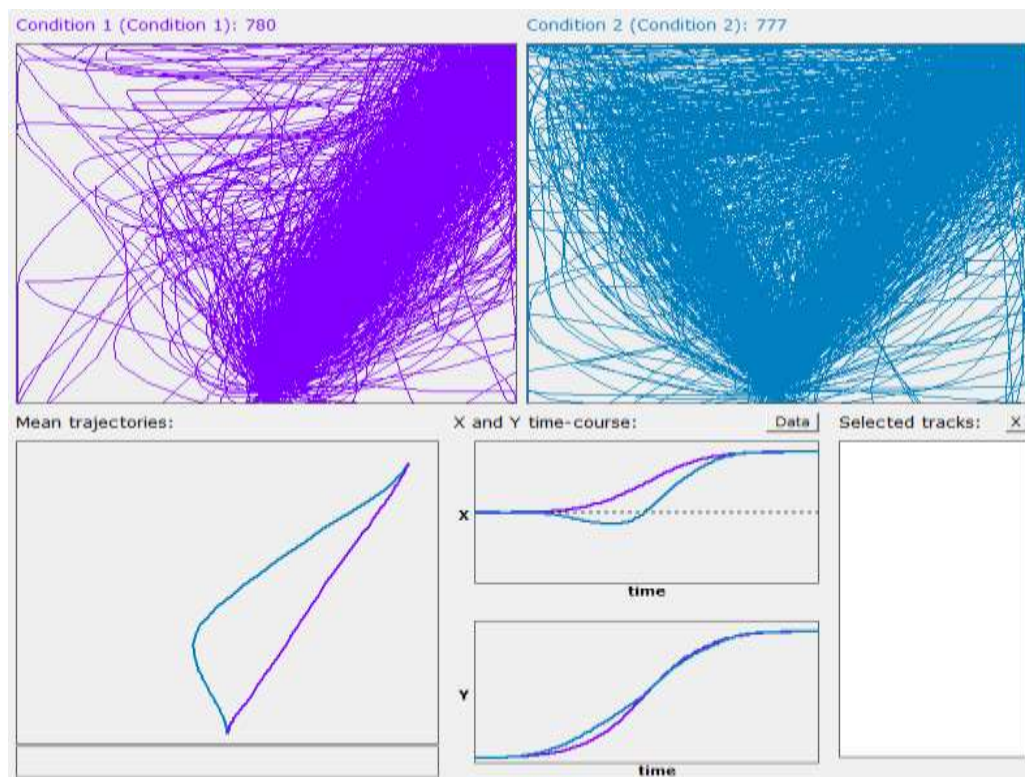 Condition 1 (Condition 1): 780
Condition 2 (Condition 2): 777
Mean trajectories:
X and Y time-course:
Data
Selected tracks:
X
X
time
Y
time